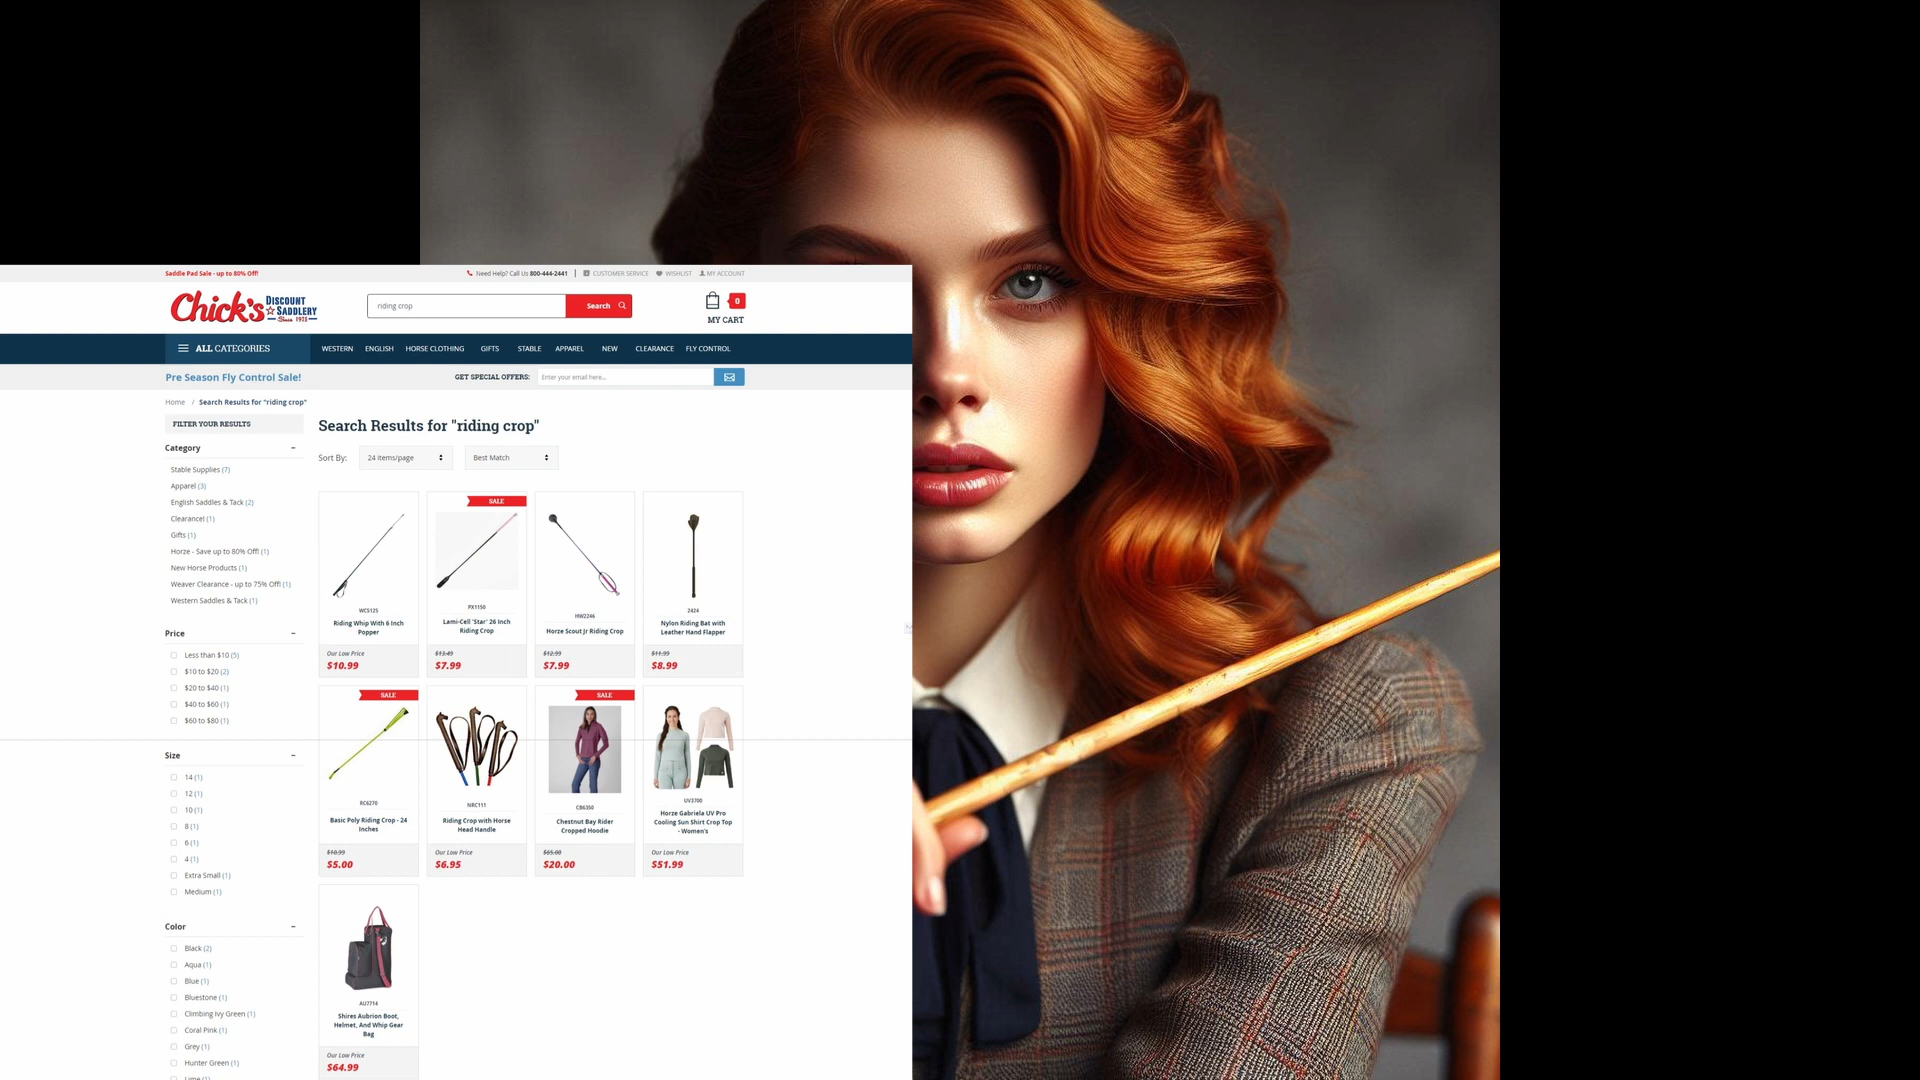 Saddle Pad Sale - up to 80% Off!
Need Help? Call Us 800-444-2441
CUSTOMER SERVICE
WISHLIST
MY ACCOUNT
Chick's DISCOUNT SADDLERY
Since 1975
riding crop
Search
0
MY CART
ALL CATEGORIES
WESTERN
ENGLISH
HORSE CLOTHING
GIFTS
STABLE
APPAREL
NEW
CLEARANCE
FLY CONTROL
Pre Season Fly Control Sale!
GET SPECIAL OFFERS:
Enter your email here...
Home / Search Results for "riding crop"
FILTER YOUR RESULTS
Category −
Stable Supplies (7)
Apparel (3)
English Saddles & Tack (2)
Clearance! (1)
Gifts (1)
Horze - Save up to 80% Off! (1)
New Horse Products (1)
Weaver Clearance - up to 75% Off! (1)
Western Saddles & Tack (1)
Price −
Less than $10 (5)
$10 to $20 (2)
$20 to $40 (1)
$40 to $60 (1)
$60 to $80 (1)
Size −
14 (1)
12 (1)
10 (1)
8 (1)
6 (1)
4 (1)
Extra Small (1)
Medium (1)
Color −
Black (2)
Aqua (1)
Blue (1)
Bluestone (1)
Climbing Ivy Green (1)
Coral Pink (1)
Grey (1)
Hunter Green (1)
Lime (1)
Search Results for "riding crop"
Sort By:
24 items/page
Best Match
WCS125
Riding Whip With 6 Inch
Popper
Our Low Price
$10.99
SALE
PX1150
Lami-Cell 'Star' 26 Inch
Riding Crop
$13.49
$7.99
HW2246
Horze Scout Jr Riding Crop
$12.99
$7.99
2424
Nylon Riding Bat with
Leather Hand Flapper
$11.99
$8.99
SALE
RC6270
Basic Poly Riding Crop - 24
Inches
$10.99
$5.00
NRC111
Riding Crop with Horse
Head Handle
Our Low Price
$6.95
SALE
CB6350
Chestnut Bay Rider
Cropped Hoodie
$65.00
$20.00
UV3700
Horze Gabriela UV Pro
Cooling Sun Shirt Crop Top
- Women's
Our Low Price
$51.99
AU7714
Shires Aubrion Boot,
Helmet, And Whip Gear
Bag
Our Low Price
$64.99